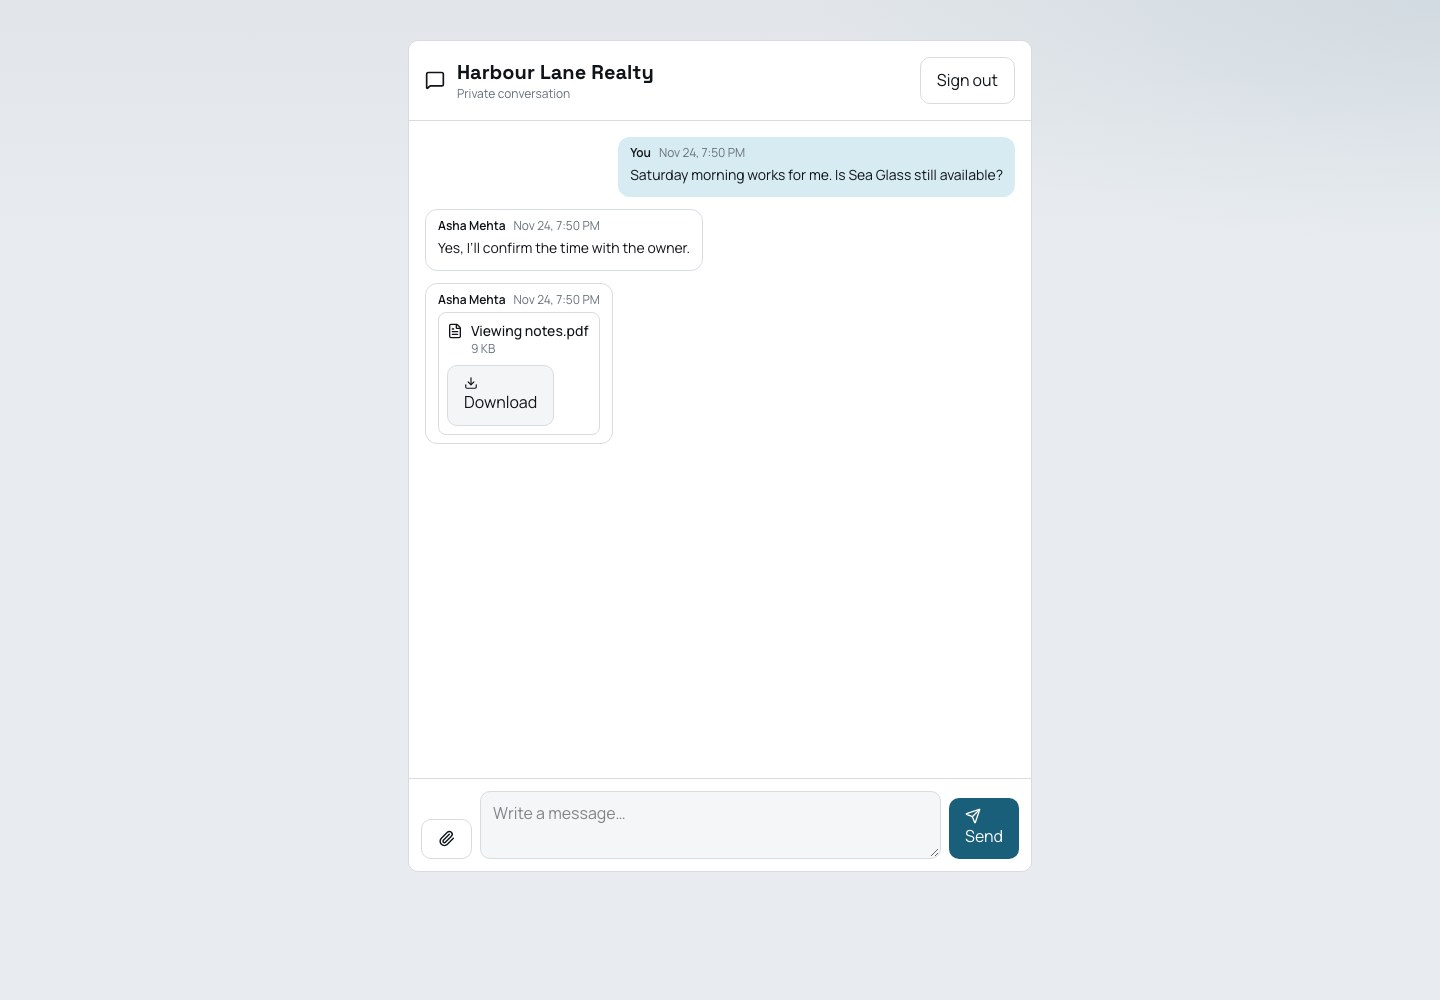 Harbour Lane Realty
Private conversation
Sign out
You Nov 24, 7:50 PM
Saturday morning works for me. Is Sea Glass still available?
Asha Mehta Nov 24, 7:50 PM
Yes, I'll confirm the time with the owner.
Asha Mehta Nov 24, 7:50 PM
Viewing notes.pdf
9 KB
Download
Write a message...
Send